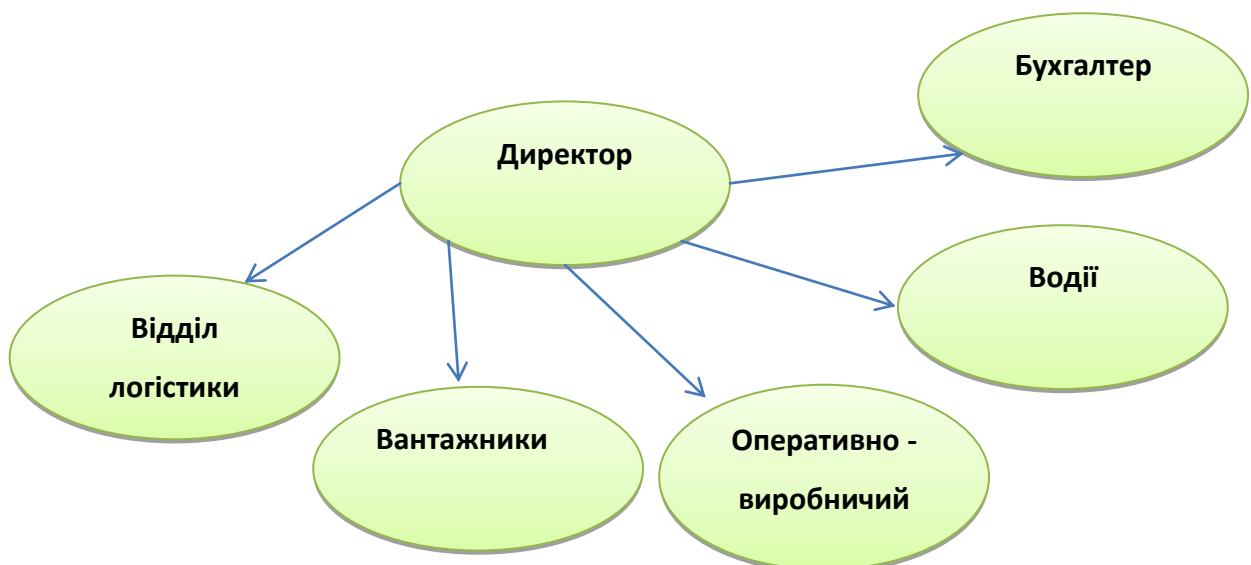 Бухгалтер
Директор
Водії
Відділ
логістики
Вантажники
Оперативно -
виробничий